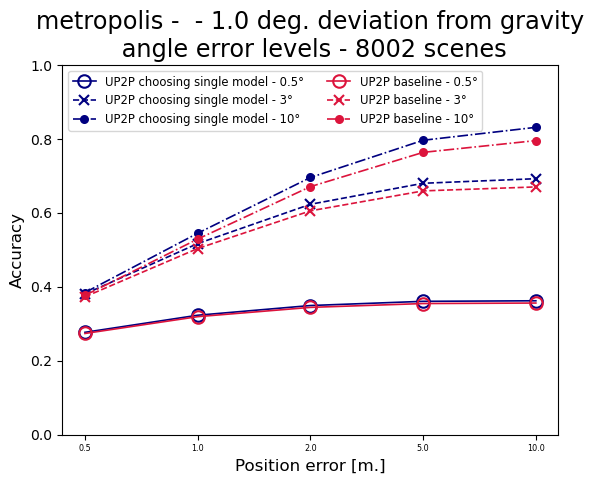 metropolis -  - 1.0 deg. deviation from gravity
angle error levels - 8002 scenes
1.0
0.8
0.6
0.4
0.2
0.0
Accuracy
UP2P choosing single model - 0.5°
UP2P choosing single model - 3°
UP2P choosing single model - 10°
UP2P baseline - 0.5°
UP2P baseline - 3°
UP2P baseline - 10°
0.5 1.0 2.0 5.0 10.0
Position error [m.]